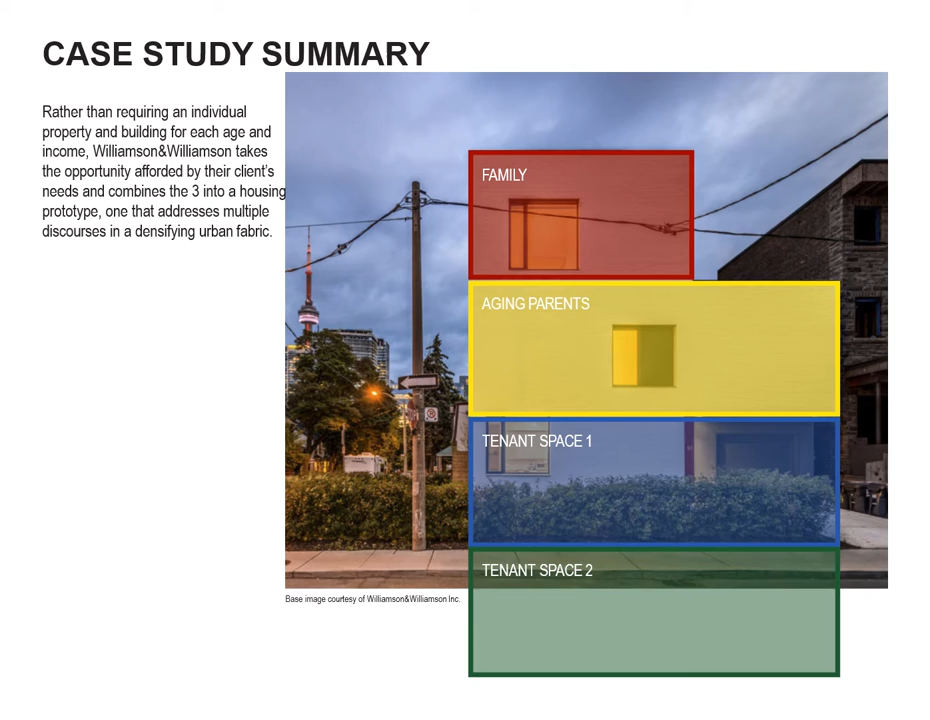 CASE STUDY SUMMARY
Rather than requiring an individual
property and building for each age and
income, Williamson&Williamson takes
the opportunity afforded by their client's
needs and combines the 3 into a housing
prototype, one that addresses multiple
discourses in a densifying urban fabric.
FAMILY
AGING PARENTS
TENANT SPACE 1
TENANT SPACE 2
Base image courtesy of Williamson&Williamson Inc.